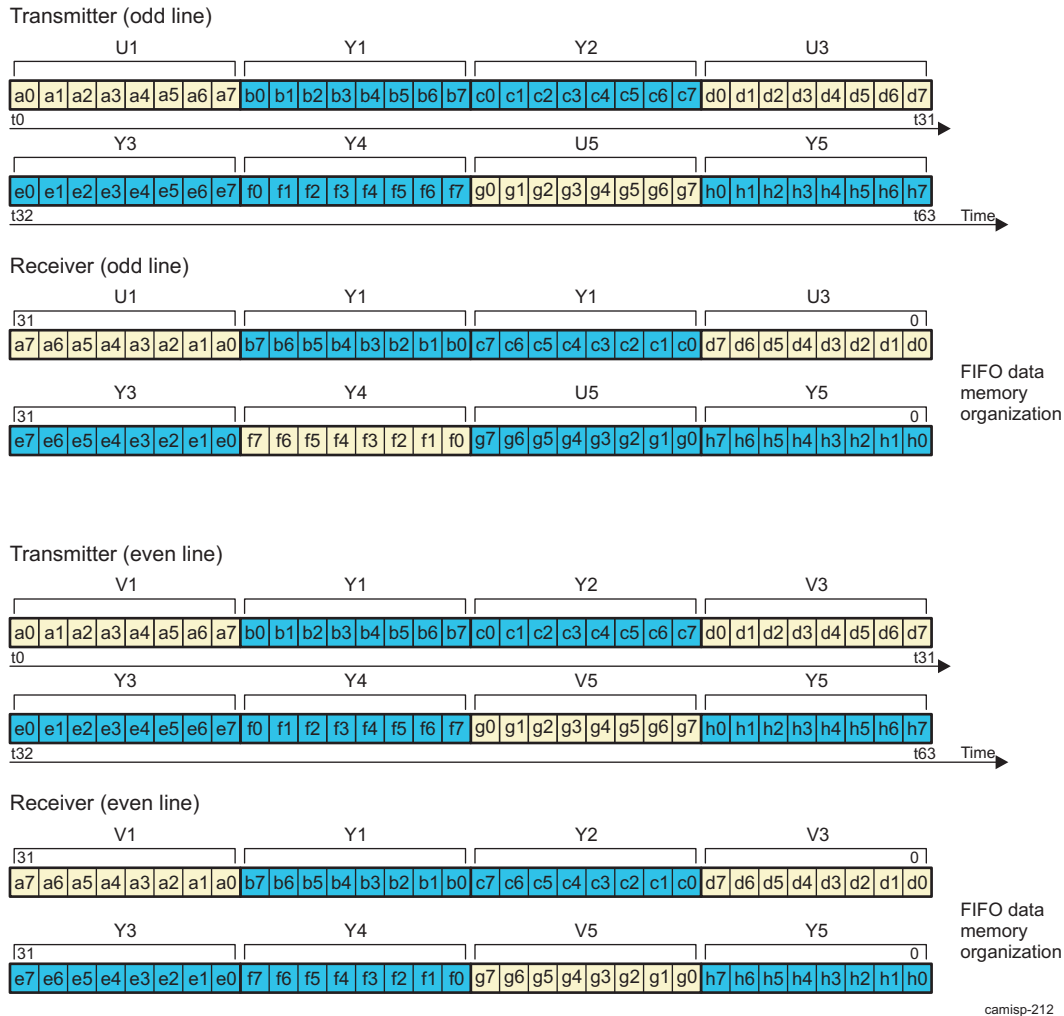 Transmitter (odd line)
U1 Y1 Y2 U3
a0 a1 a2 a3 a4 a5 a6 a7 b0 b1 b2 b3 b4 b5 b6 b7 c0 c1 c2 c3 c4 c5 c6 c7 d0 d1 d2 d3 d4 d5 d6 d7
t0 t31
Y3 Y4 U5 Y5
e0 e1 e2 e3 e4 e5 e6 e7 f0 f1 f2 f3 f4 f5 f6 f7 g0 g1 g2 g3 g4 g5 g6 g7 h0 h1 h2 h3 h4 h5 h6 h7
t32 t63 Time
Receiver (odd line)
U1 Y1 Y1 U3
31 0
a7 a6 a5 a4 a3 a2 a1 a0 b7 b6 b5 b4 b3 b2 b1 b0 c7 c6 c5 c4 c3 c2 c1 c0 d7 d6 d5 d4 d3 d2 d1 d0
Y3 Y4 U5 Y5
31 0
e7 e6 e5 e4 e3 e2 e1 e0 f7 f6 f5 f4 f3 f2 f1 f0 g7 g6 g5 g4 g3 g2 g1 g0 h7 h6 h5 h4 h3 h2 h1 h0
FIFO data
memory
organization
Transmitter (even line)
V1 Y1 Y2 V3
a0 a1 a2 a3 a4 a5 a6 a7 b0 b1 b2 b3 b4 b5 b6 b7 c0 c1 c2 c3 c4 c5 c6 c7 d0 d1 d2 d3 d4 d5 d6 d7
t0 t31
Y3 Y4 V5 Y5
e0 e1 e2 e3 e4 e5 e6 e7 f0 f1 f2 f3 f4 f5 f6 f7 g0 g1 g2 g3 g4 g5 g6 g7 h0 h1 h2 h3 h4 h5 h6 h7
t32 t63 Time
Receiver (even line)
V1 Y1 Y2 V3
31 0
a7 a6 a5 a4 a3 a2 a1 a0 b7 b6 b5 b4 b3 b2 b1 b0 c7 c6 c5 c4 c3 c2 c1 c0 d7 d6 d5 d4 d3 d2 d1 d0
Y3 Y4 V5 Y5
31 0
e7 e6 e5 e4 e3 e2 e1 e0 f7 f6 f5 f4 f3 f2 f1 f0 g7 g6 g5 g4 g3 g2 g1 g0 h7 h6 h5 h4 h3 h2 h1 h0
FIFO data
memory
organization
camisp-212